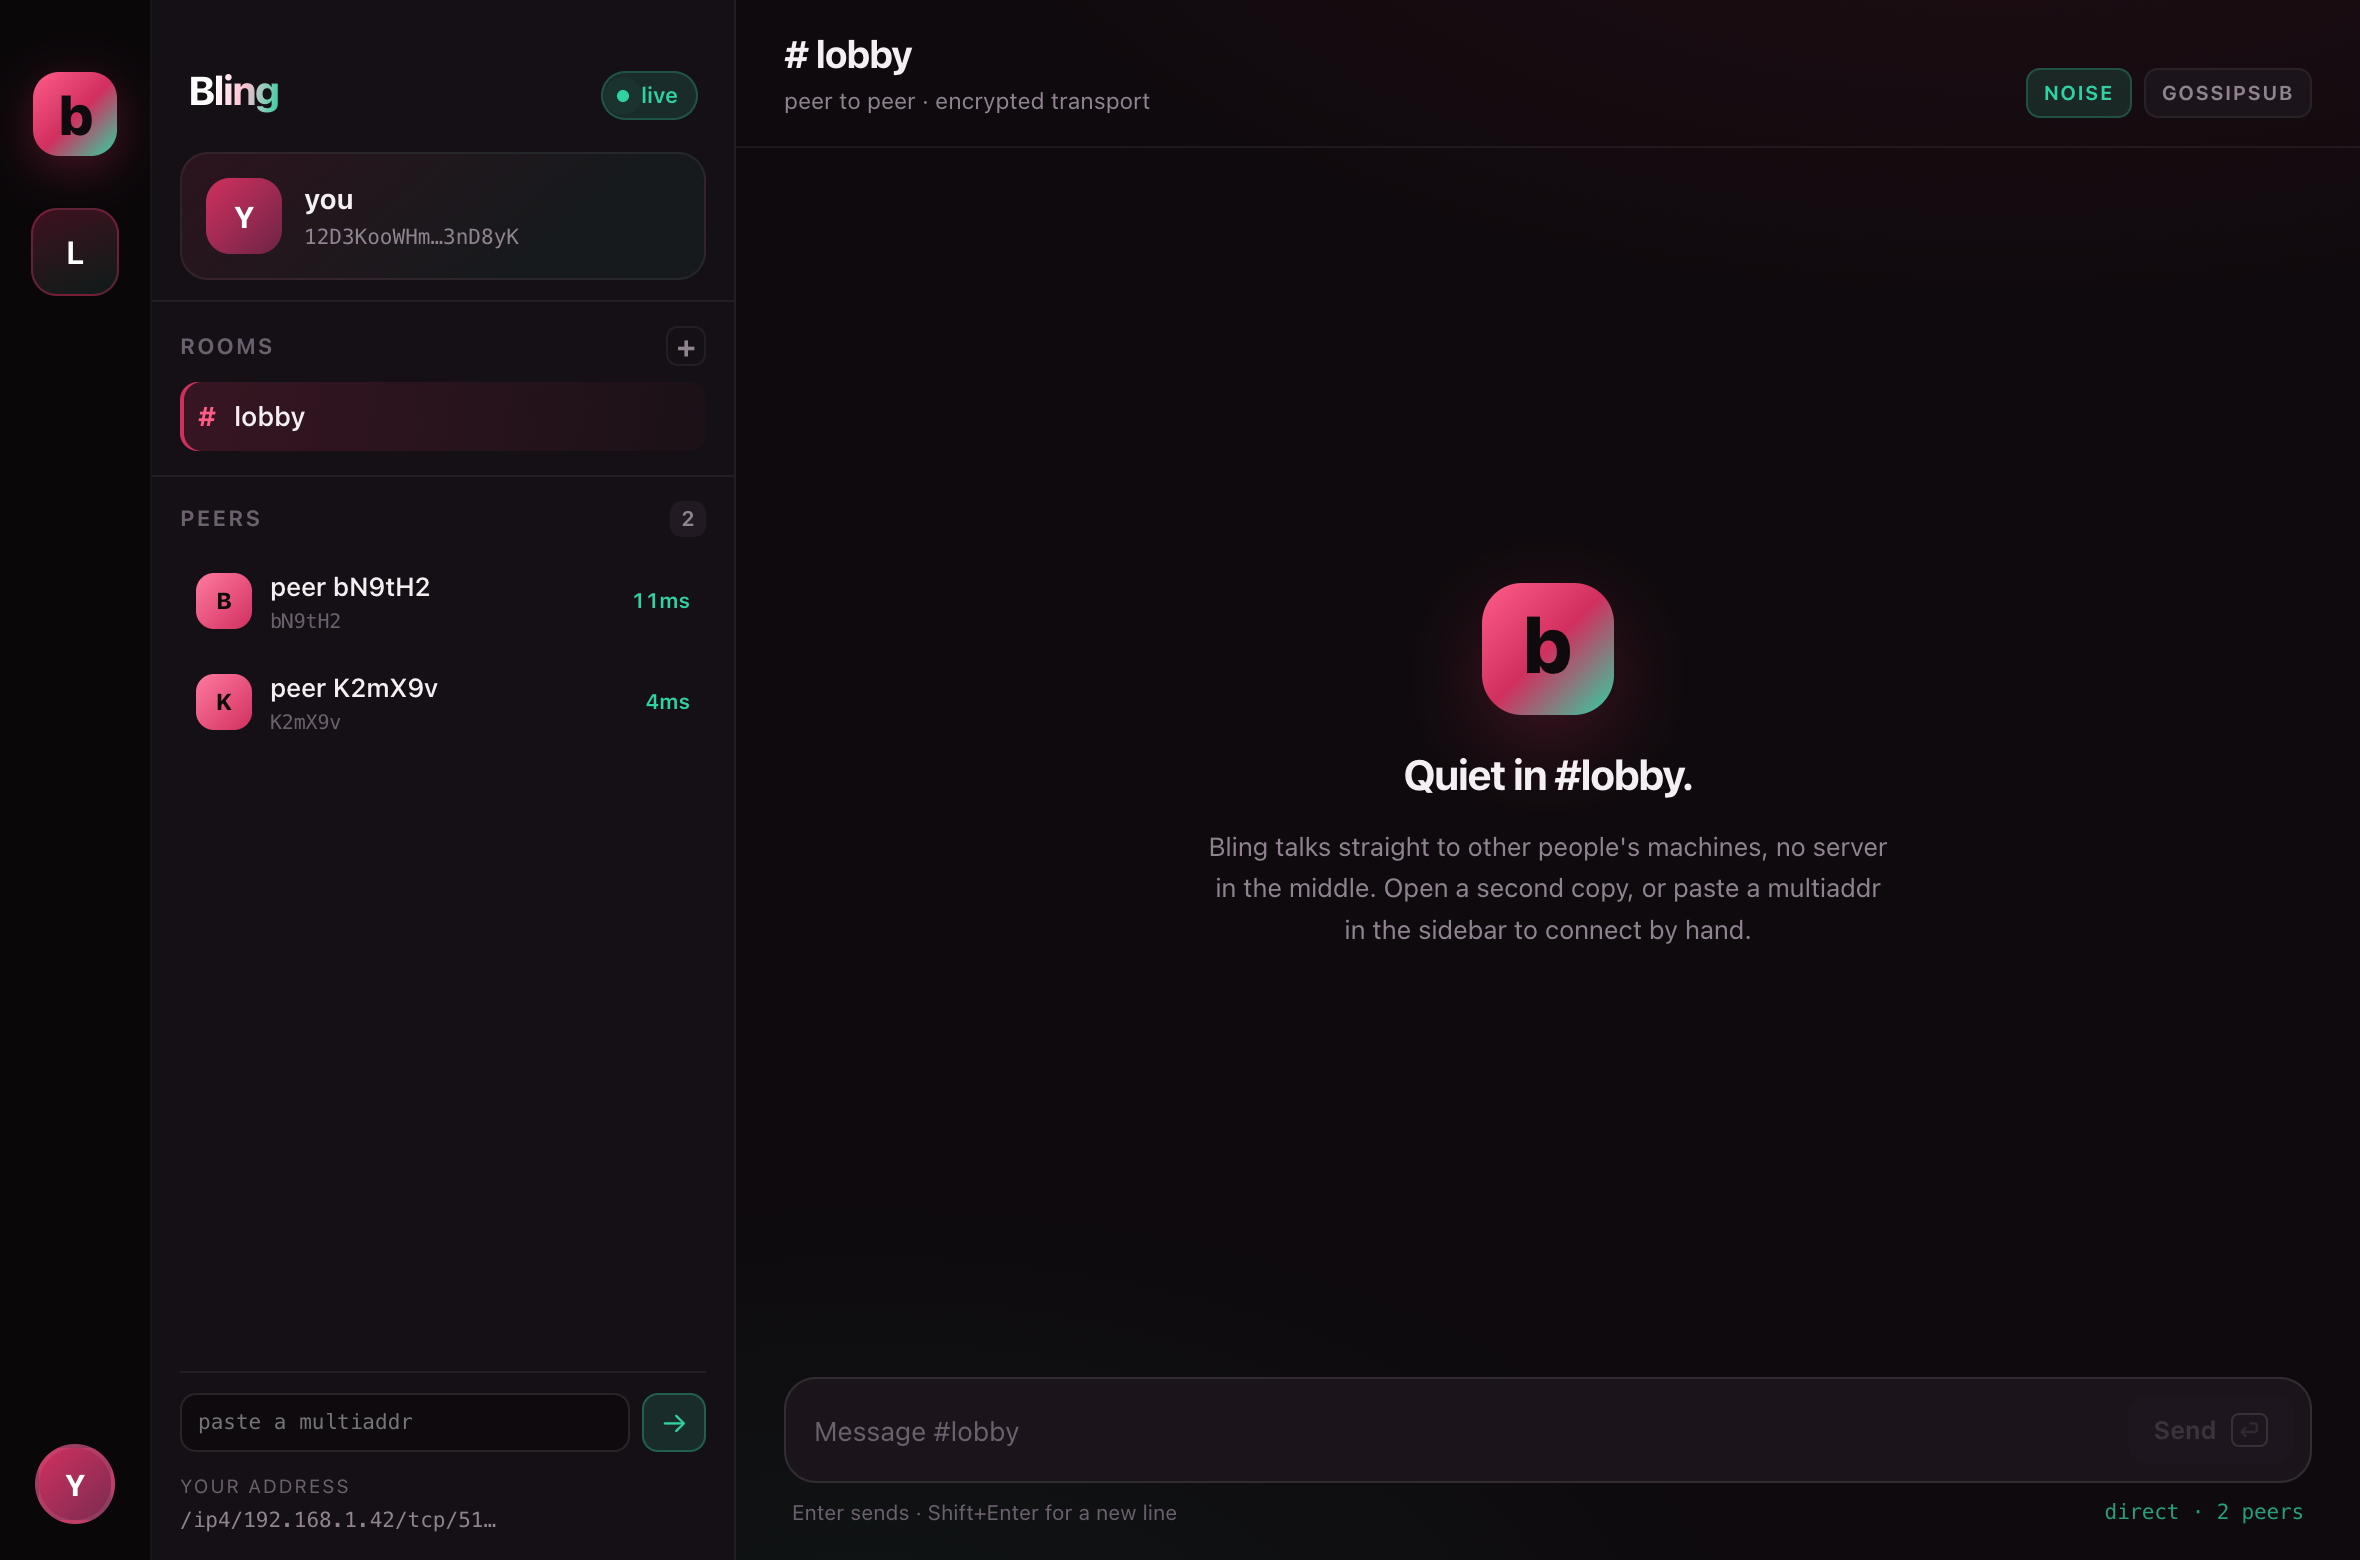 b
L
Y
Bling
live
Y
you
12D3KooWHm…3nD8yK
ROOMS
+
# lobby
PEERS
2
B
peer bN9tH2
bN9tH2
11ms
K
peer K2mX9v
K2mX9v
4ms
paste a multiaddr
→
YOUR ADDRESS
/ip4/192.168.1.42/tcp/51…
# lobby
peer to peer · encrypted transport
NOISE
GOSSIPSUB
b
Quiet in #lobby.
Bling talks straight to other people's machines, no server
in the middle. Open a second copy, or paste a multiaddr
in the sidebar to connect by hand.
Message #lobby
Send
Enter sends · Shift+Enter for a new line
direct · 2 peers